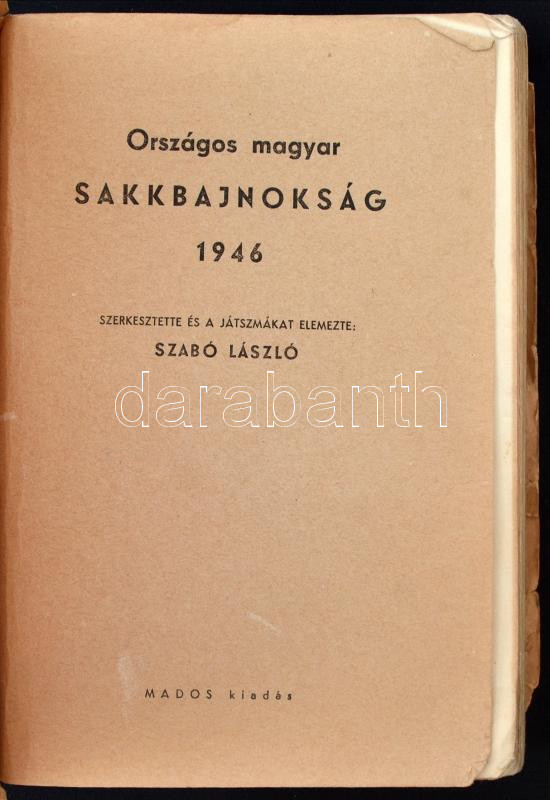 Országos magyar
SAKKBAJNOKSÁG
1946
SZERKESZTETTE ÉS A JÁTSZMÁKAT ELEMEZTE:
SZABÓ LÁSZLÓ
darabanth
MADOS kiadás